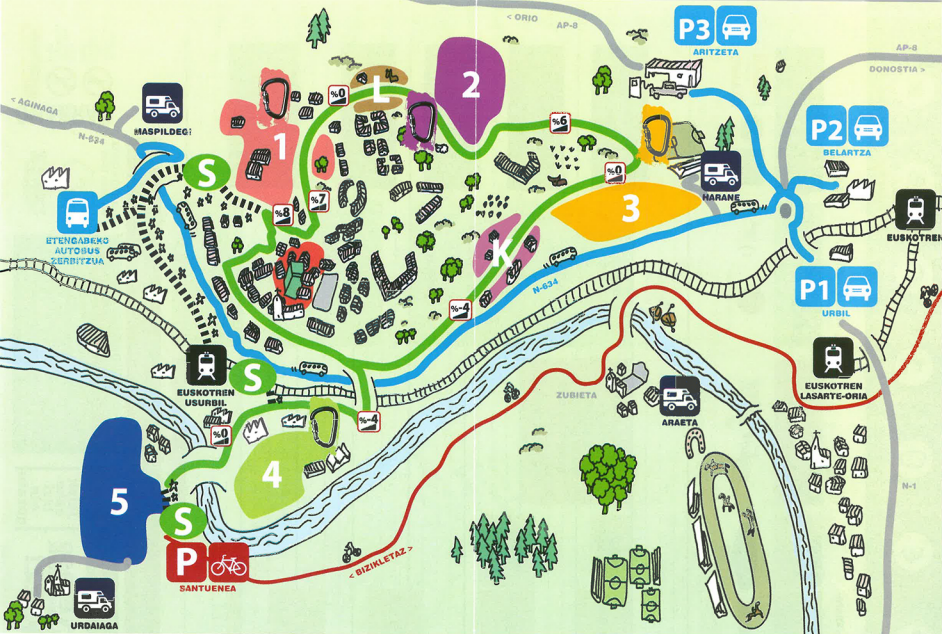 < ORIO
AP-8
P3
ARITZETA
AP-8
DONOSTIA >
< AGINAGA
N-634
MASPILDEGI
1
%0
L
2
%6
P2
BELARTZA
S
%7
%8
%0
3
HARANE
K
ETENGABEKO
AUTOBUS
ZERBITZUA
EUSKOTREN
N-634
%-4
P1
URBIL
EUSKOTREN
USURBIL
S
EUSKOTREN
LASARTE-ORIA
ZUBIETA
ARAETA
%0
%-4
4
5
S
N-1
P
SANTUENEA
< BIZIKLETAZ >
URDAIAGA